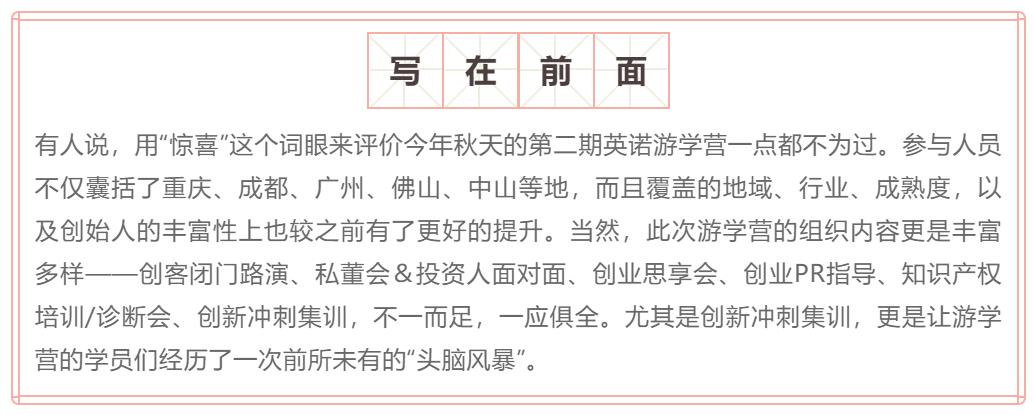 写在前面
有人说，用“惊喜”这个词眼来评价今年秋天的第二期英诺游学营一点都不为过。参与人员
不仅囊括了重庆、成都、广州、佛山、中山等地，而且覆盖的地域、行业、成熟度，以
及创始人的丰富性上也较之前有了更好的提升。当然，此次游学营的组织内容更是丰富
多样——创客闭门路演、私董会＆投资人面对面、创业思享会、创业PR指导、知识产权
培训/诊断会、创新冲刺集训，不一而足，一应俱全。尤其是创新冲刺集训，更是让游学
营的学员们经历了一次前所未有的“头脑风暴”。